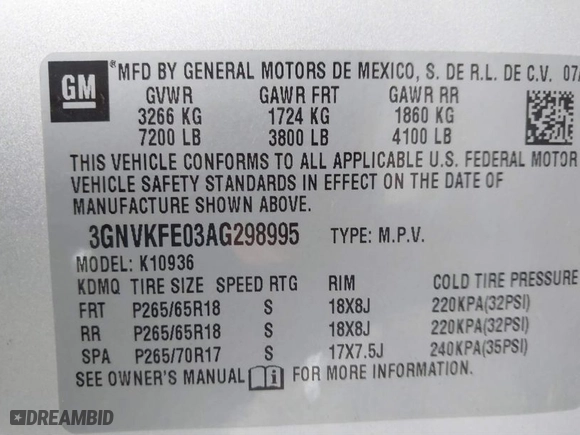 GM
*MFD BY GENERAL MOTORS DE MEXICO, S. DE R.L. DE C.V. 07/
GVWR GAWR FRT GAWR RR
3266 KG 1724 KG 1860 KG
7200 LB 3800 LB 4100 LB
THIS VEHICLE CONFORMS TO ALL APPLICABLE U.S. FEDERAL MOTOR
VEHICLE SAFETY STANDARDS IN EFFECT ON THE DATE OF
MANUFACTURE SHOWN ABOVE.
3GNVKFE03AG298995 TYPE: M.P.V.
MODEL: K10936
KDMQ TIRE SIZE SPEED RTG RIM COLD TIRE PRESSURE
FRT P265/65R18 S 18X8J 220KPA(32PSI)
RR P265/65R18 S 18X8J 220KPA(32PSI)
SPA P265/70R17 S 17X7.5J 240KPA(35PSI)
SEE OWNER'S MANUAL FOR MORE INFORMATION.
DREAMBID